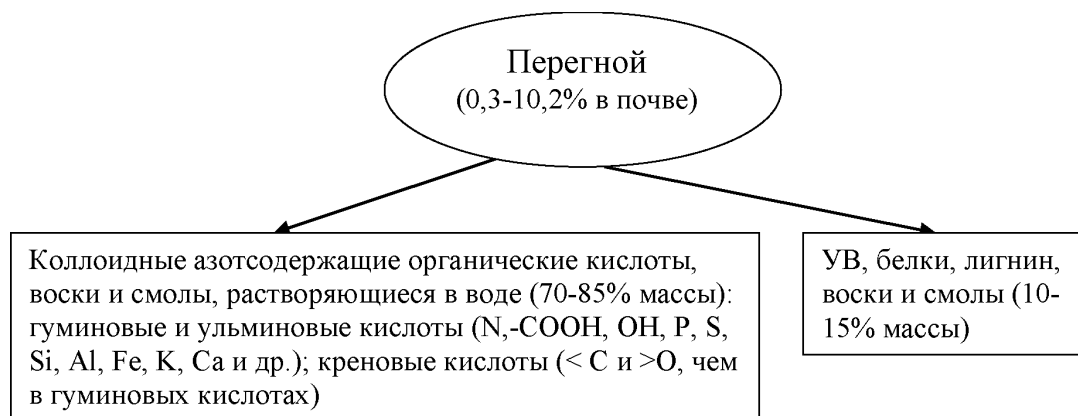 Перегной
(0,3-10,2% в почве)
Коллоидные азотсодержащие органические кислоты,
воски и смолы, растворяющиеся в воде (70-85% массы):
гуминовые и ульминовые кислоты (N,-COOH, OH, P, S,
Si, Al, Fe, K, Ca и др.); креновые кислоты (< C и >O, чем
в гуминовых кислотах)
УВ, белки, лигнин,
воски и смолы (10-
15% массы)